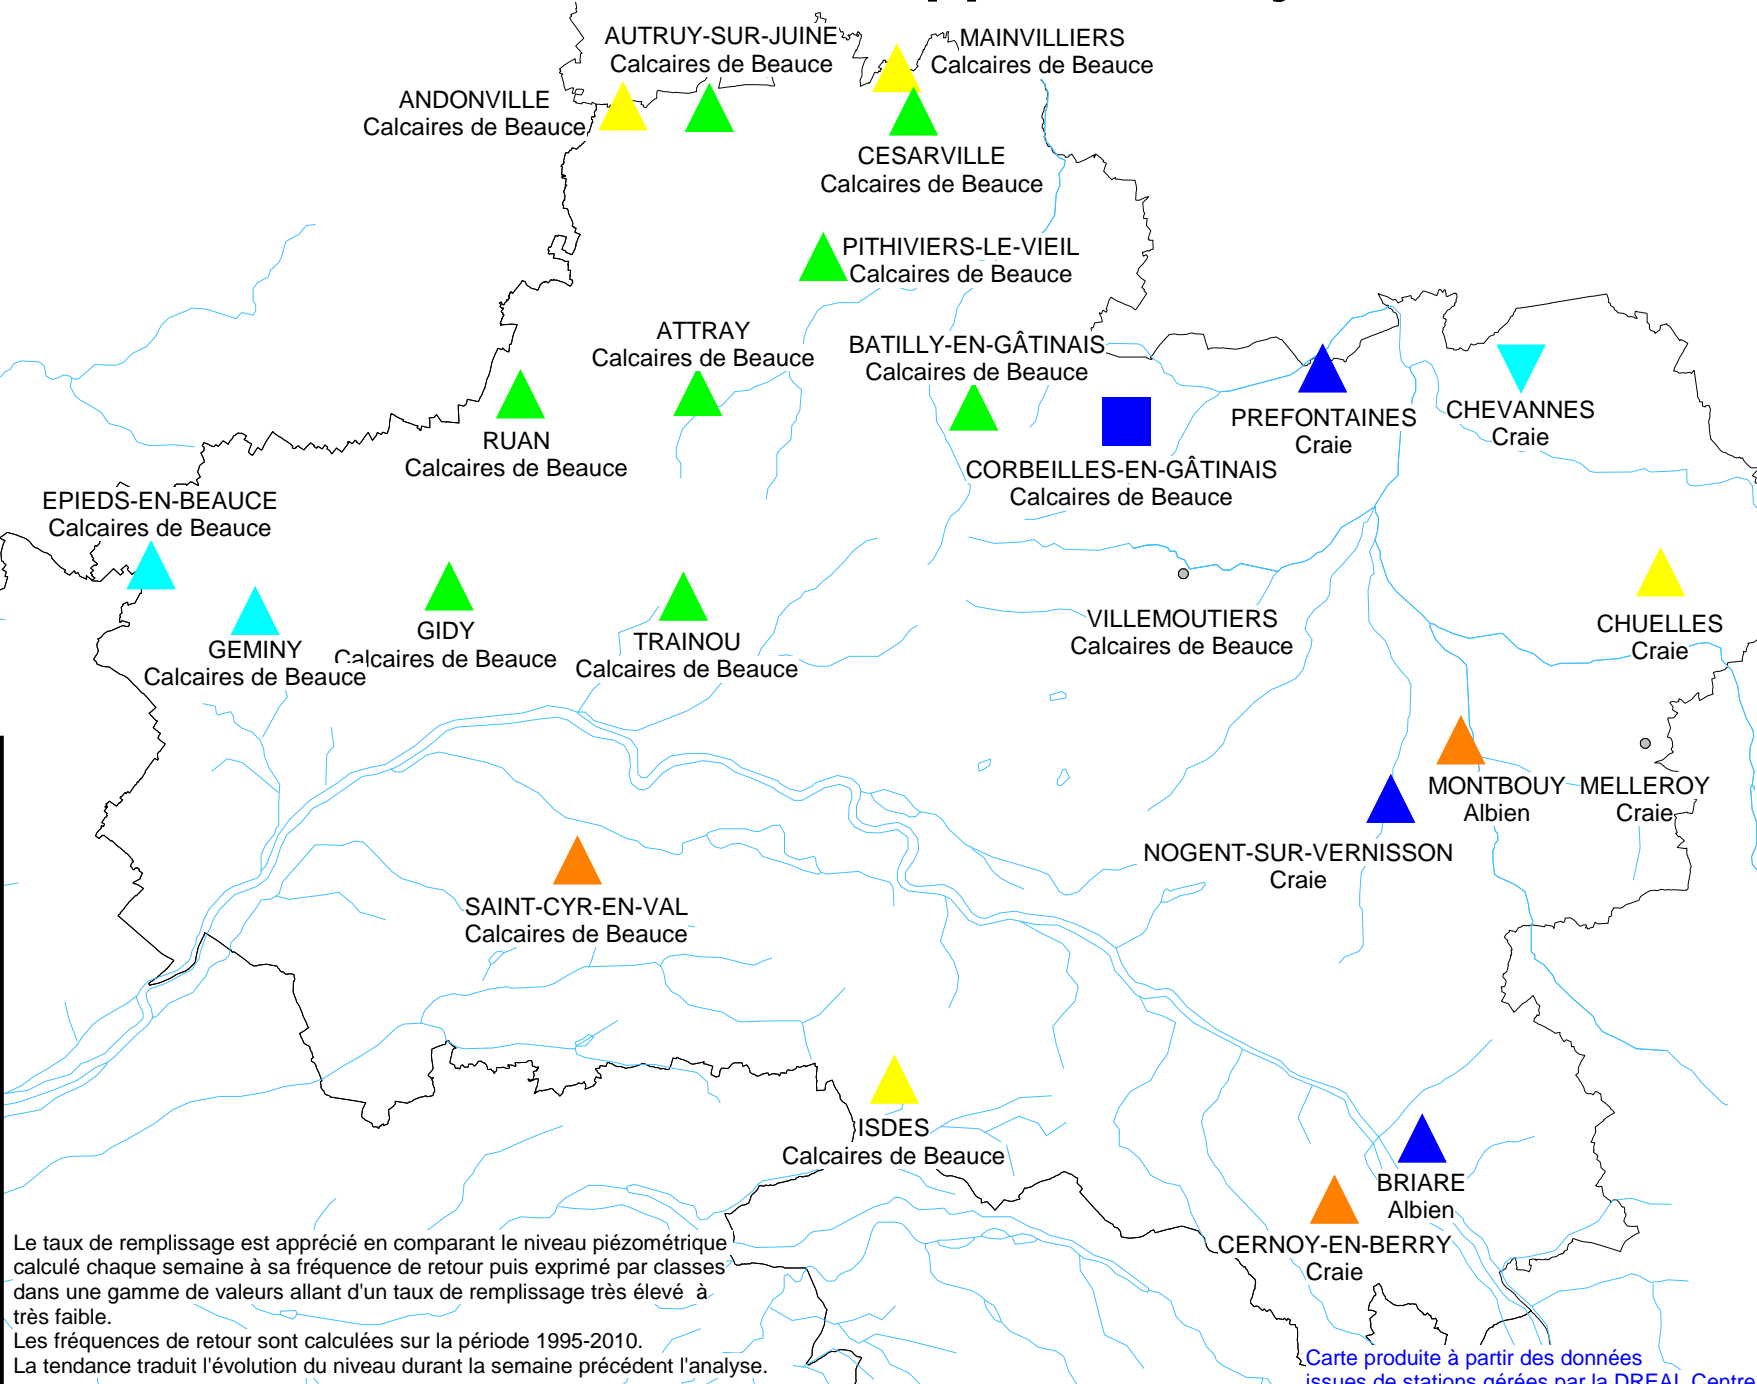 AUTRUY-SUR-JUINE
Calcaires de Beauce
MAINVILLIERS
Calcaires de Beauce
ANDONVILLE
Calcaires de Beauce
CESARVILLE
Calcaires de Beauce
PITHIVIERS-LE-VIEIL
Calcaires de Beauce
ATTRAY
Calcaires de Beauce
BATILLY-EN-GÂTINAIS
Calcaires de Beauce
RUAN
Calcaires de Beauce
PREFONTAINES
Craie
CHEVANNES
Craie
CORBEILLES-EN-GÂTINAIS
Calcaires de Beauce
EPIEDS-EN-BEAUCE
Calcaires de Beauce
GEMINY
Calcaires de Beauce
GIDY
Calcaires de Beauce
TRAINOU
Calcaires de Beauce
VILLEMOUTIERS
Calcaires de Beauce
CHUELLES
Craie
MONTBOUY
Albien
MELLEROY
Craie
NOGENT-SUR-VERNISSON
Craie
SAINT-CYR-EN-VAL
Calcaires de Beauce
ISDES
Calcaires de Beauce
BRIARE
Albien
CERNOY-EN-BERRY
Craie
Le taux de remplissage est apprécié en comparant le niveau piézométrique
calculé chaque semaine à sa fréquence de retour puis exprimé par classes
dans une gamme de valeurs allant d'un taux de remplissage très élevé à
très faible.
Les fréquences de retour sont calculées sur la période 1995-2010.
La tendance traduit l'évolution du niveau durant la semaine précédent l'analyse.
Carte produite à partir des données
issues de stations gérées par la DREAL Centre